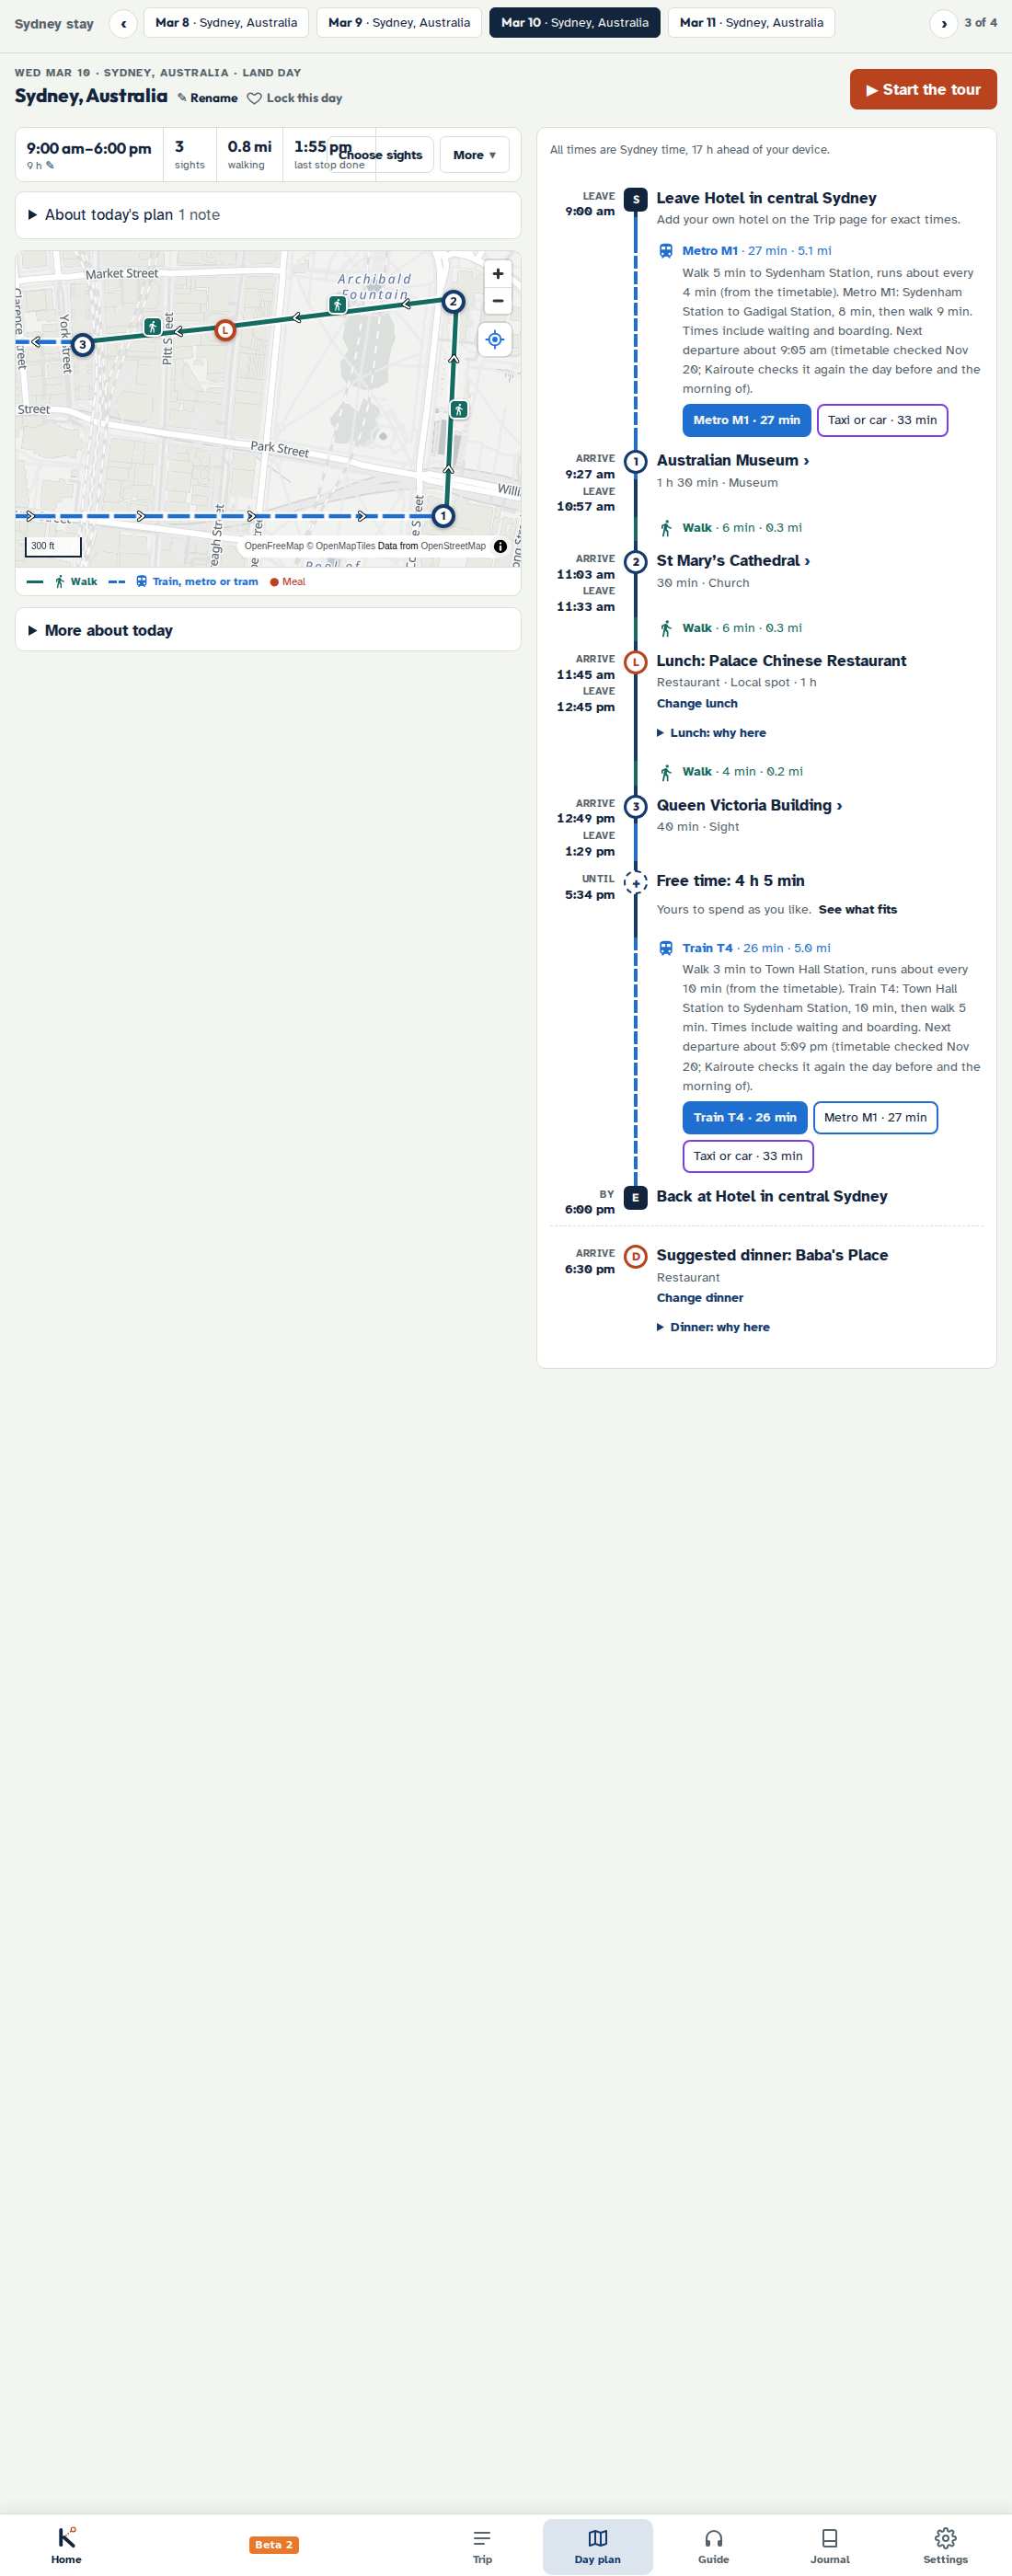 Sydney stay
‹
Mar 8 · Sydney, Australia
Mar 9 · Sydney, Australia
Mar 10 · Sydney, Australia
Mar 11 · Sydney, Australia
›
3 of 4
WED MAR 10 · SYDNEY, AUSTRALIA · LAND DAY
Sydney, Australia ✎ Rename Lock this day
▶ Start the tour
9:00 am–6:00 pm
9 h ✎
3
sights
0.8 mi
walking
1:55 pm
last stop done
Choose sights
More ▾
▶ About today's plan 1 note
Market Street
Archibald
Fountain
Clarence Street
York Street
Pitt Street
Street
Park Street
Willi
+
−
1
2
3
L
300 ft
OpenFreeMap © OpenMapTiles Data from OpenStreetMap
Walk Train, metro or tram Meal
▶ More about today
All times are Sydney time, 17 h ahead of your device.
LEAVE
9:00 am
S
Leave Hotel in central Sydney
Add your own hotel on the Trip page for exact times.
Metro M1 · 27 min · 5.1 mi
Walk 5 min to Sydenham Station, runs about every
4 min (from the timetable). Metro M1: Sydenham
Station to Gadigal Station, 8 min, then walk 9 min.
Times include waiting and boarding. Next
departure about 9:05 am (timetable checked Nov
20; Kairoute checks it again the day before and the
morning of).
Metro M1 · 27 min
Taxi or car · 33 min
ARRIVE
9:27 am
LEAVE
10:57 am
1
Australian Museum ›
1 h 30 min · Museum
Walk · 6 min · 0.3 mi
ARRIVE
11:03 am
LEAVE
11:33 am
2
St Mary's Cathedral ›
30 min · Church
Walk · 6 min · 0.3 mi
ARRIVE
11:45 am
LEAVE
12:45 pm
L
Lunch: Palace Chinese Restaurant
Restaurant · Local spot · 1 h
Change lunch
▶ Lunch: why here
Walk · 4 min · 0.2 mi
ARRIVE
12:49 pm
LEAVE
1:29 pm
3
Queen Victoria Building ›
40 min · Sight
UNTIL
5:34 pm
+
Free time: 4 h 5 min
Yours to spend as you like. See what fits
Train T4 · 26 min · 5.0 mi
Walk 3 min to Town Hall Station, runs about every
10 min (from the timetable). Train T4: Town Hall
Station to Sydenham Station, 10 min, then walk 5
min. Times include waiting and boarding. Next
departure about 5:09 pm (timetable checked Nov
20; Kairoute checks it again the day before and the
morning of).
Train T4 · 26 min
Metro M1 · 27 min
Taxi or car · 33 min
BY
6:00 pm
E
Back at Hotel in central Sydney
ARRIVE
6:30 pm
D
Suggested dinner: Baba's Place
Restaurant
Change dinner
▶ Dinner: why here
Home
Beta 2
Trip
Day plan
Guide
Journal
Settings